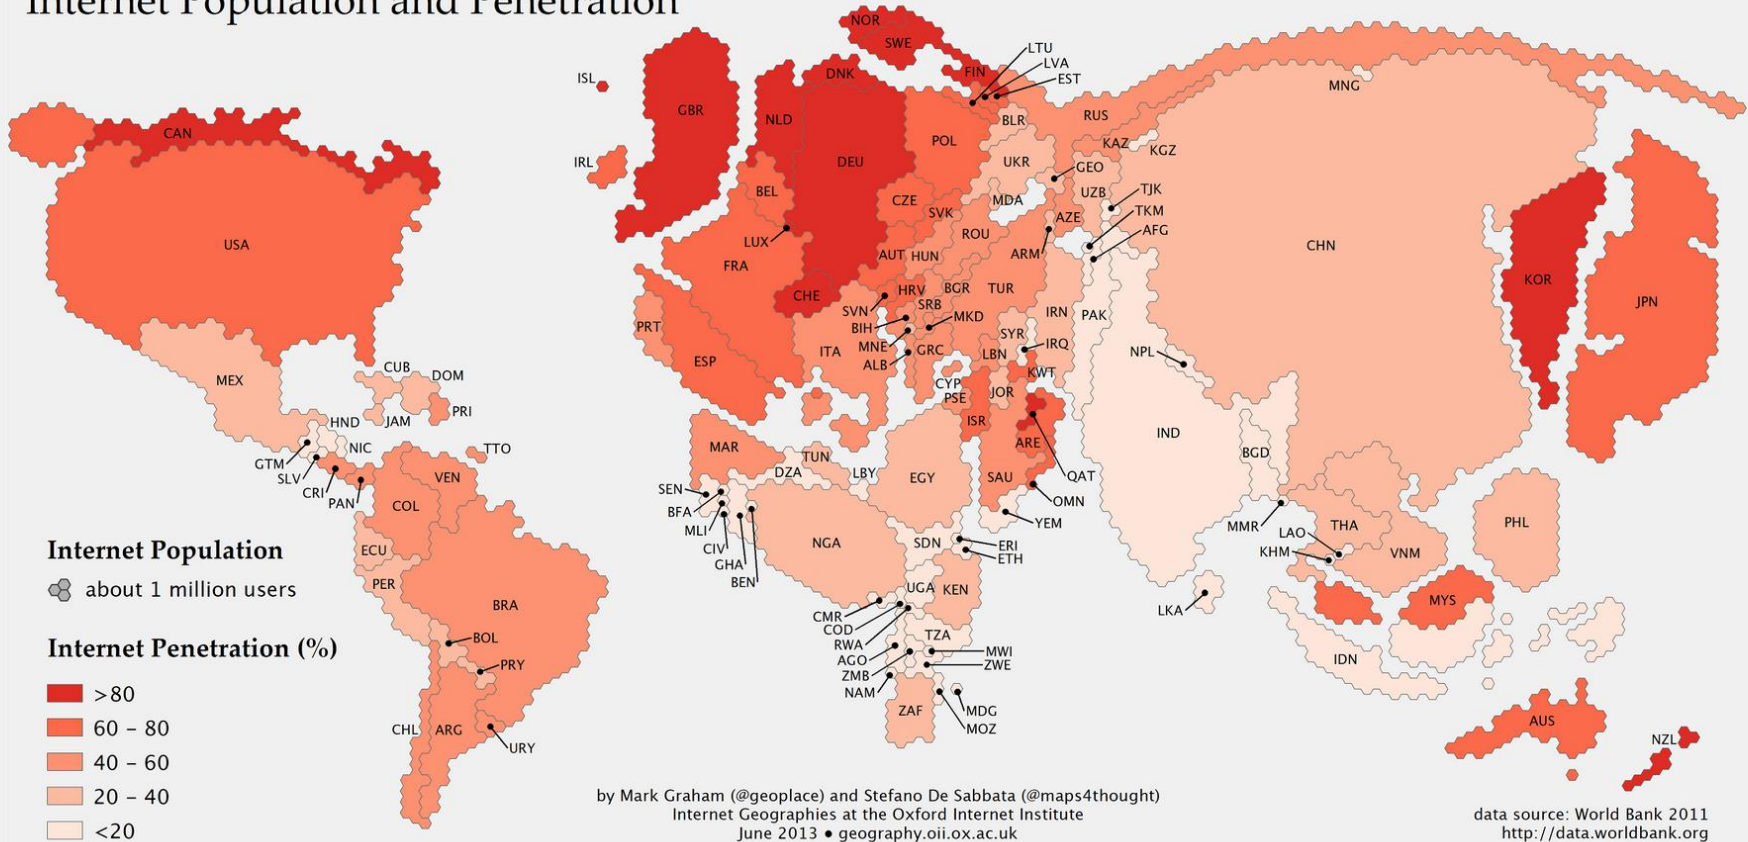 Internet Population and Penetration
NOR
SWE
DNK
FIN
LTU
LVA
EST
ISL
GBR
NLD
MNG
CAN
DEU
POL
BLR
RUS
KAZ
KGZ
IRL
UKR
GEO
BEL
CZE
MDA
UZB
TJK
SVK
AZE
TKM
USA
LUX
ROU
ARM
AFG
CHN
FRA
AUT
HUN
KOR
CHE
HRV
BGR
TUR
JPN
SVN
SRB
IRN
PAK
PRT
BIH
MKD
SYR
MNE
IRQ
ITA
ALB
GRC
LBN
NPL
ESP
KWT
MEX
CUB
DOM
CYP
PSE
JOR
PRI
HND
JAM
ISR
IND
ARE
NIC
TTO
MAR
TUN
BGD
GTM
SLV
VEN
DZA
LBY
EGY
SAU
QAT
CRI
PAN
COL
SEN
OMN
BFA
YEM
MMR
THA
PHL
MLI
LAO
CIV
NGA
SDN
ERI
KHM
VNM
ECU
GHA
ETH
BEN
Internet Population
about 1 million users
PER
UGA
KEN
BRA
LKA
MYS
CMR
COD
BOL
RWA
TZA
Internet Penetration (%)
AGO
MWI
IDN
PRY
ZMB
ZWE
NAM
>80
60 – 80
40 – 60
20 – 40
<20
ZAF
MDG
MOZ
CHL
ARG
URY
AUS
NZL
by Mark Graham (@geoplace) and Stefano De Sabbata (@maps4thought)
Internet Geographies at the Oxford Internet Institute
June 2013 • geography.oii.ox.ac.uk
data source: World Bank 2011
http://data.worldbank.org